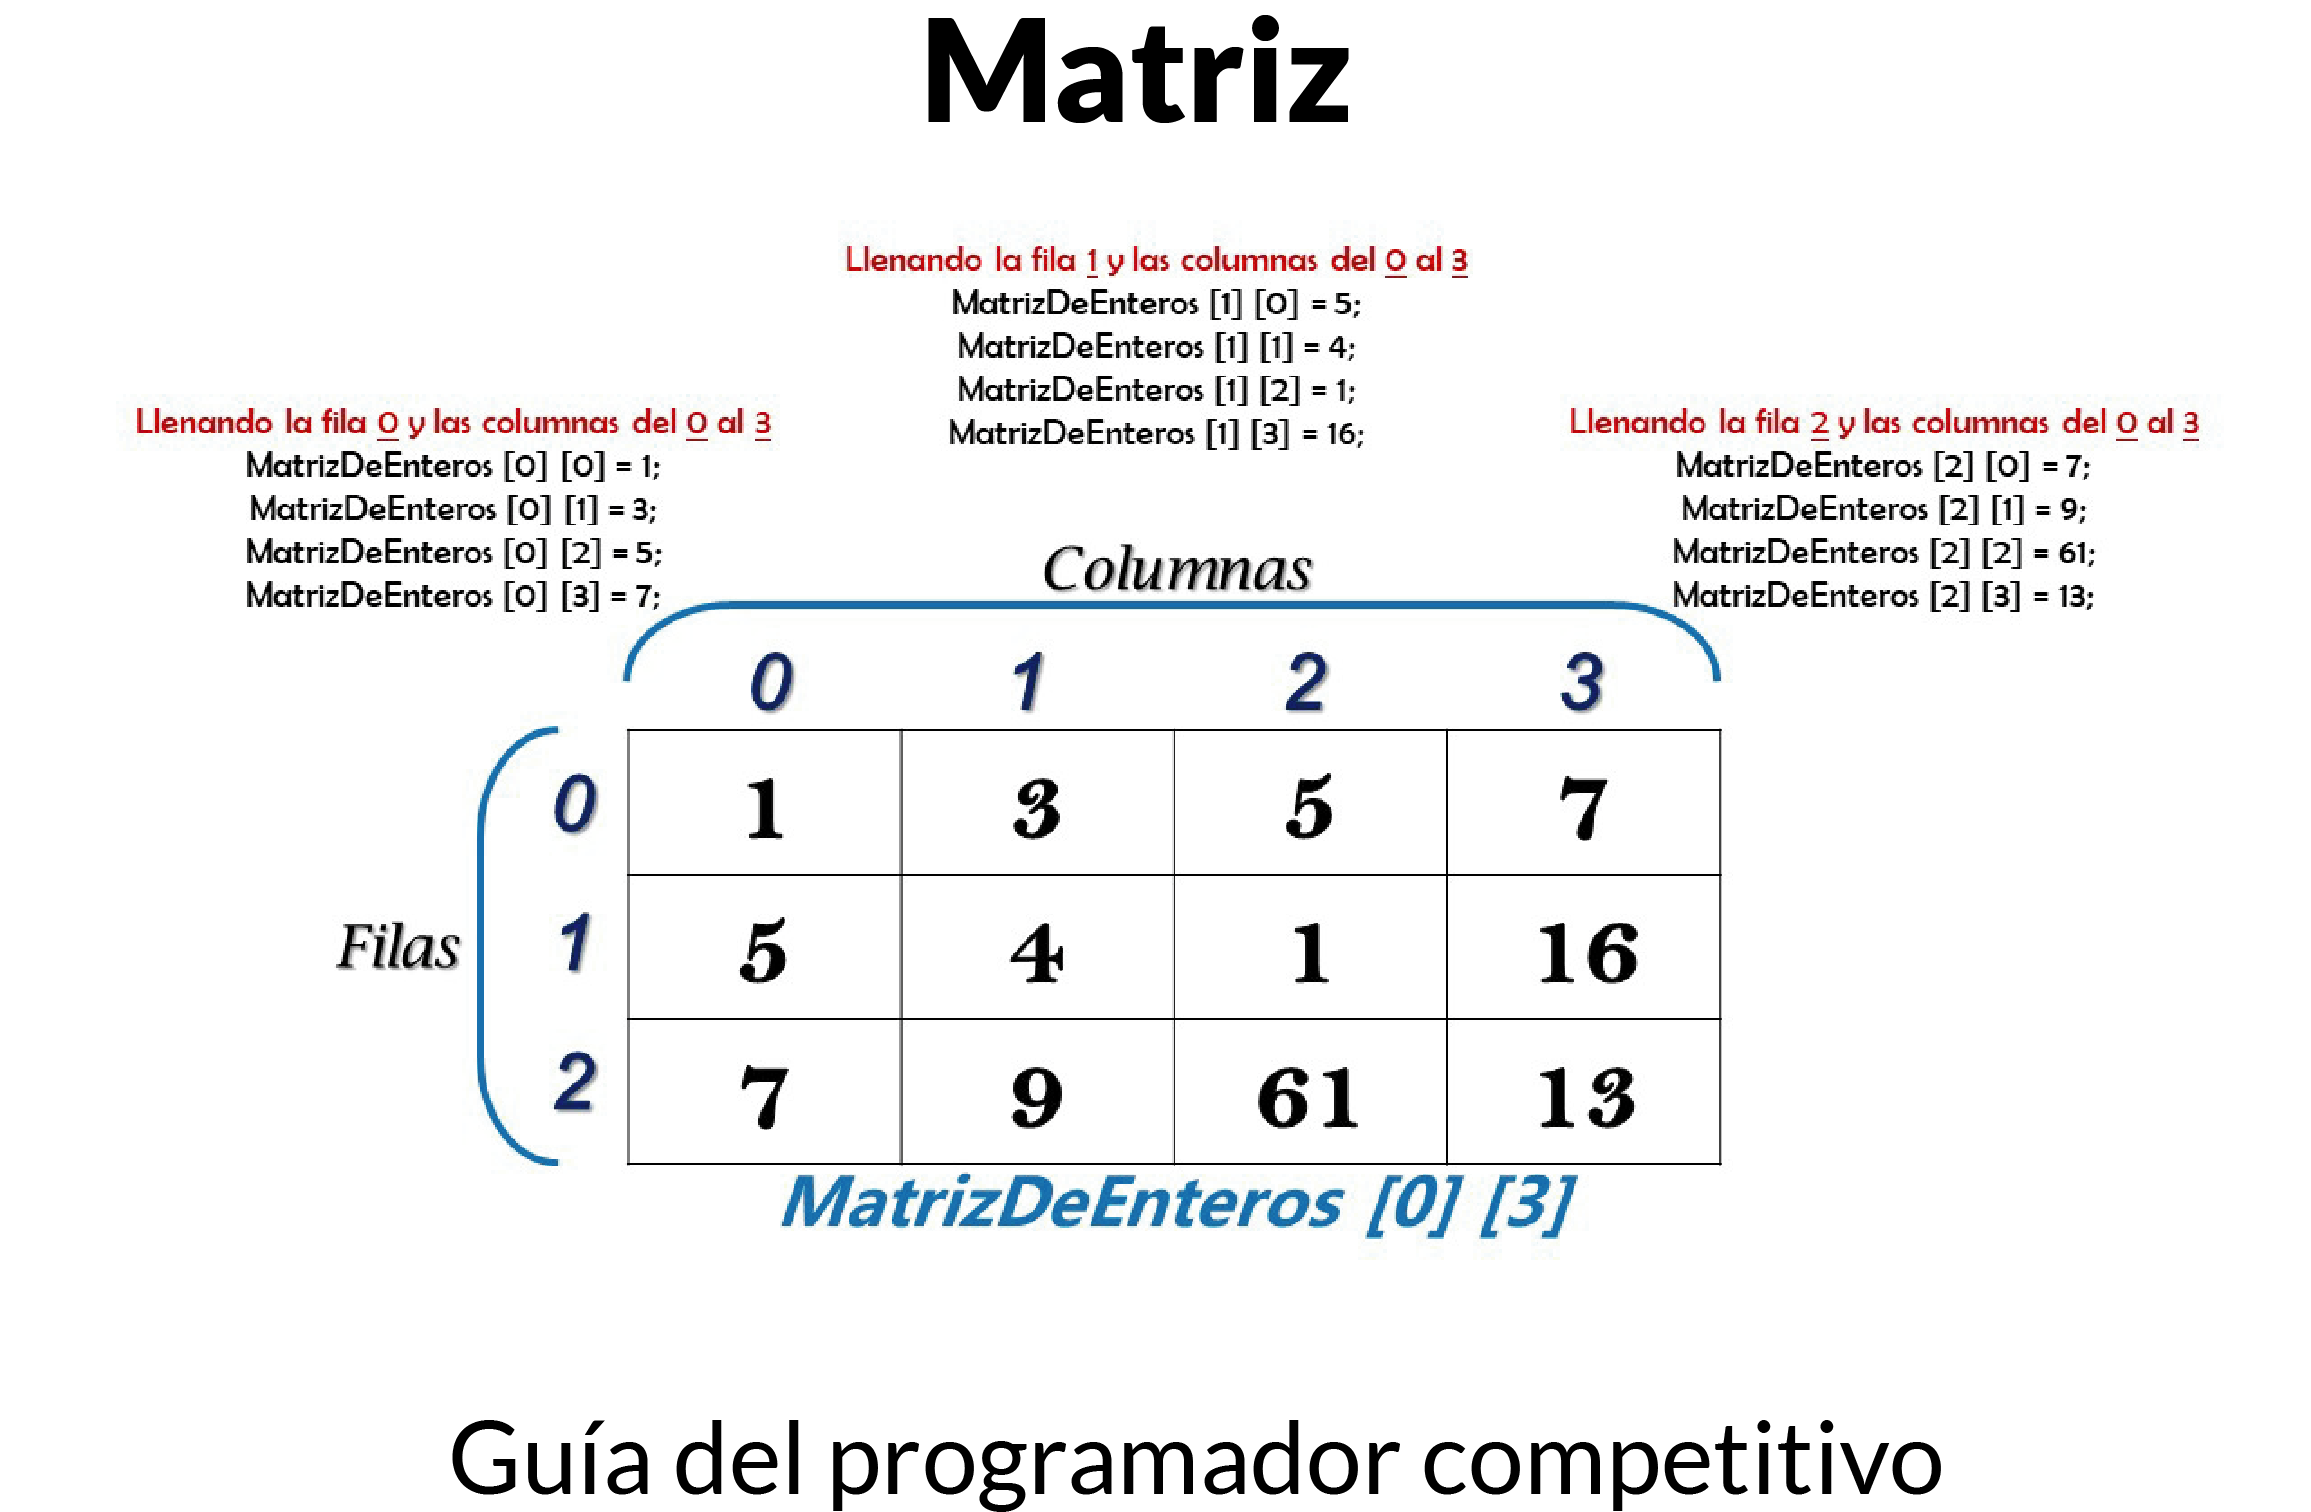 Matriz
Llenando la fila 1 y las columnas del 0 al 3
MatrizDeEnteros [1] [0] = 5;
MatrizDeEnteros [1] [1] = 4;
MatrizDeEnteros [1] [2] = 1;
MatrizDeEnteros [1] [3] = 16;
Llenando la fila 0 y las columnas del 0 al 3
MatrizDeEnteros [0] [0] = 1;
MatrizDeEnteros [0] [1] = 3;
MatrizDeEnteros [0] [2] = 5;
MatrizDeEnteros [0] [3] = 7;
Llenando la fila 2 y las columnas del 0 al 3
MatrizDeEnteros [2] [0] = 7;
MatrizDeEnteros [2] [1] = 9;
MatrizDeEnteros [2] [2] = 61;
MatrizDeEnteros [2] [3] = 13;
Columnas
0 1 2 3
Filas
0 1 3 5 7
1 5 4 1 16
2 7 9 61 13
MatrizDeEnteros [0] [3]
Guía del programador competitivo